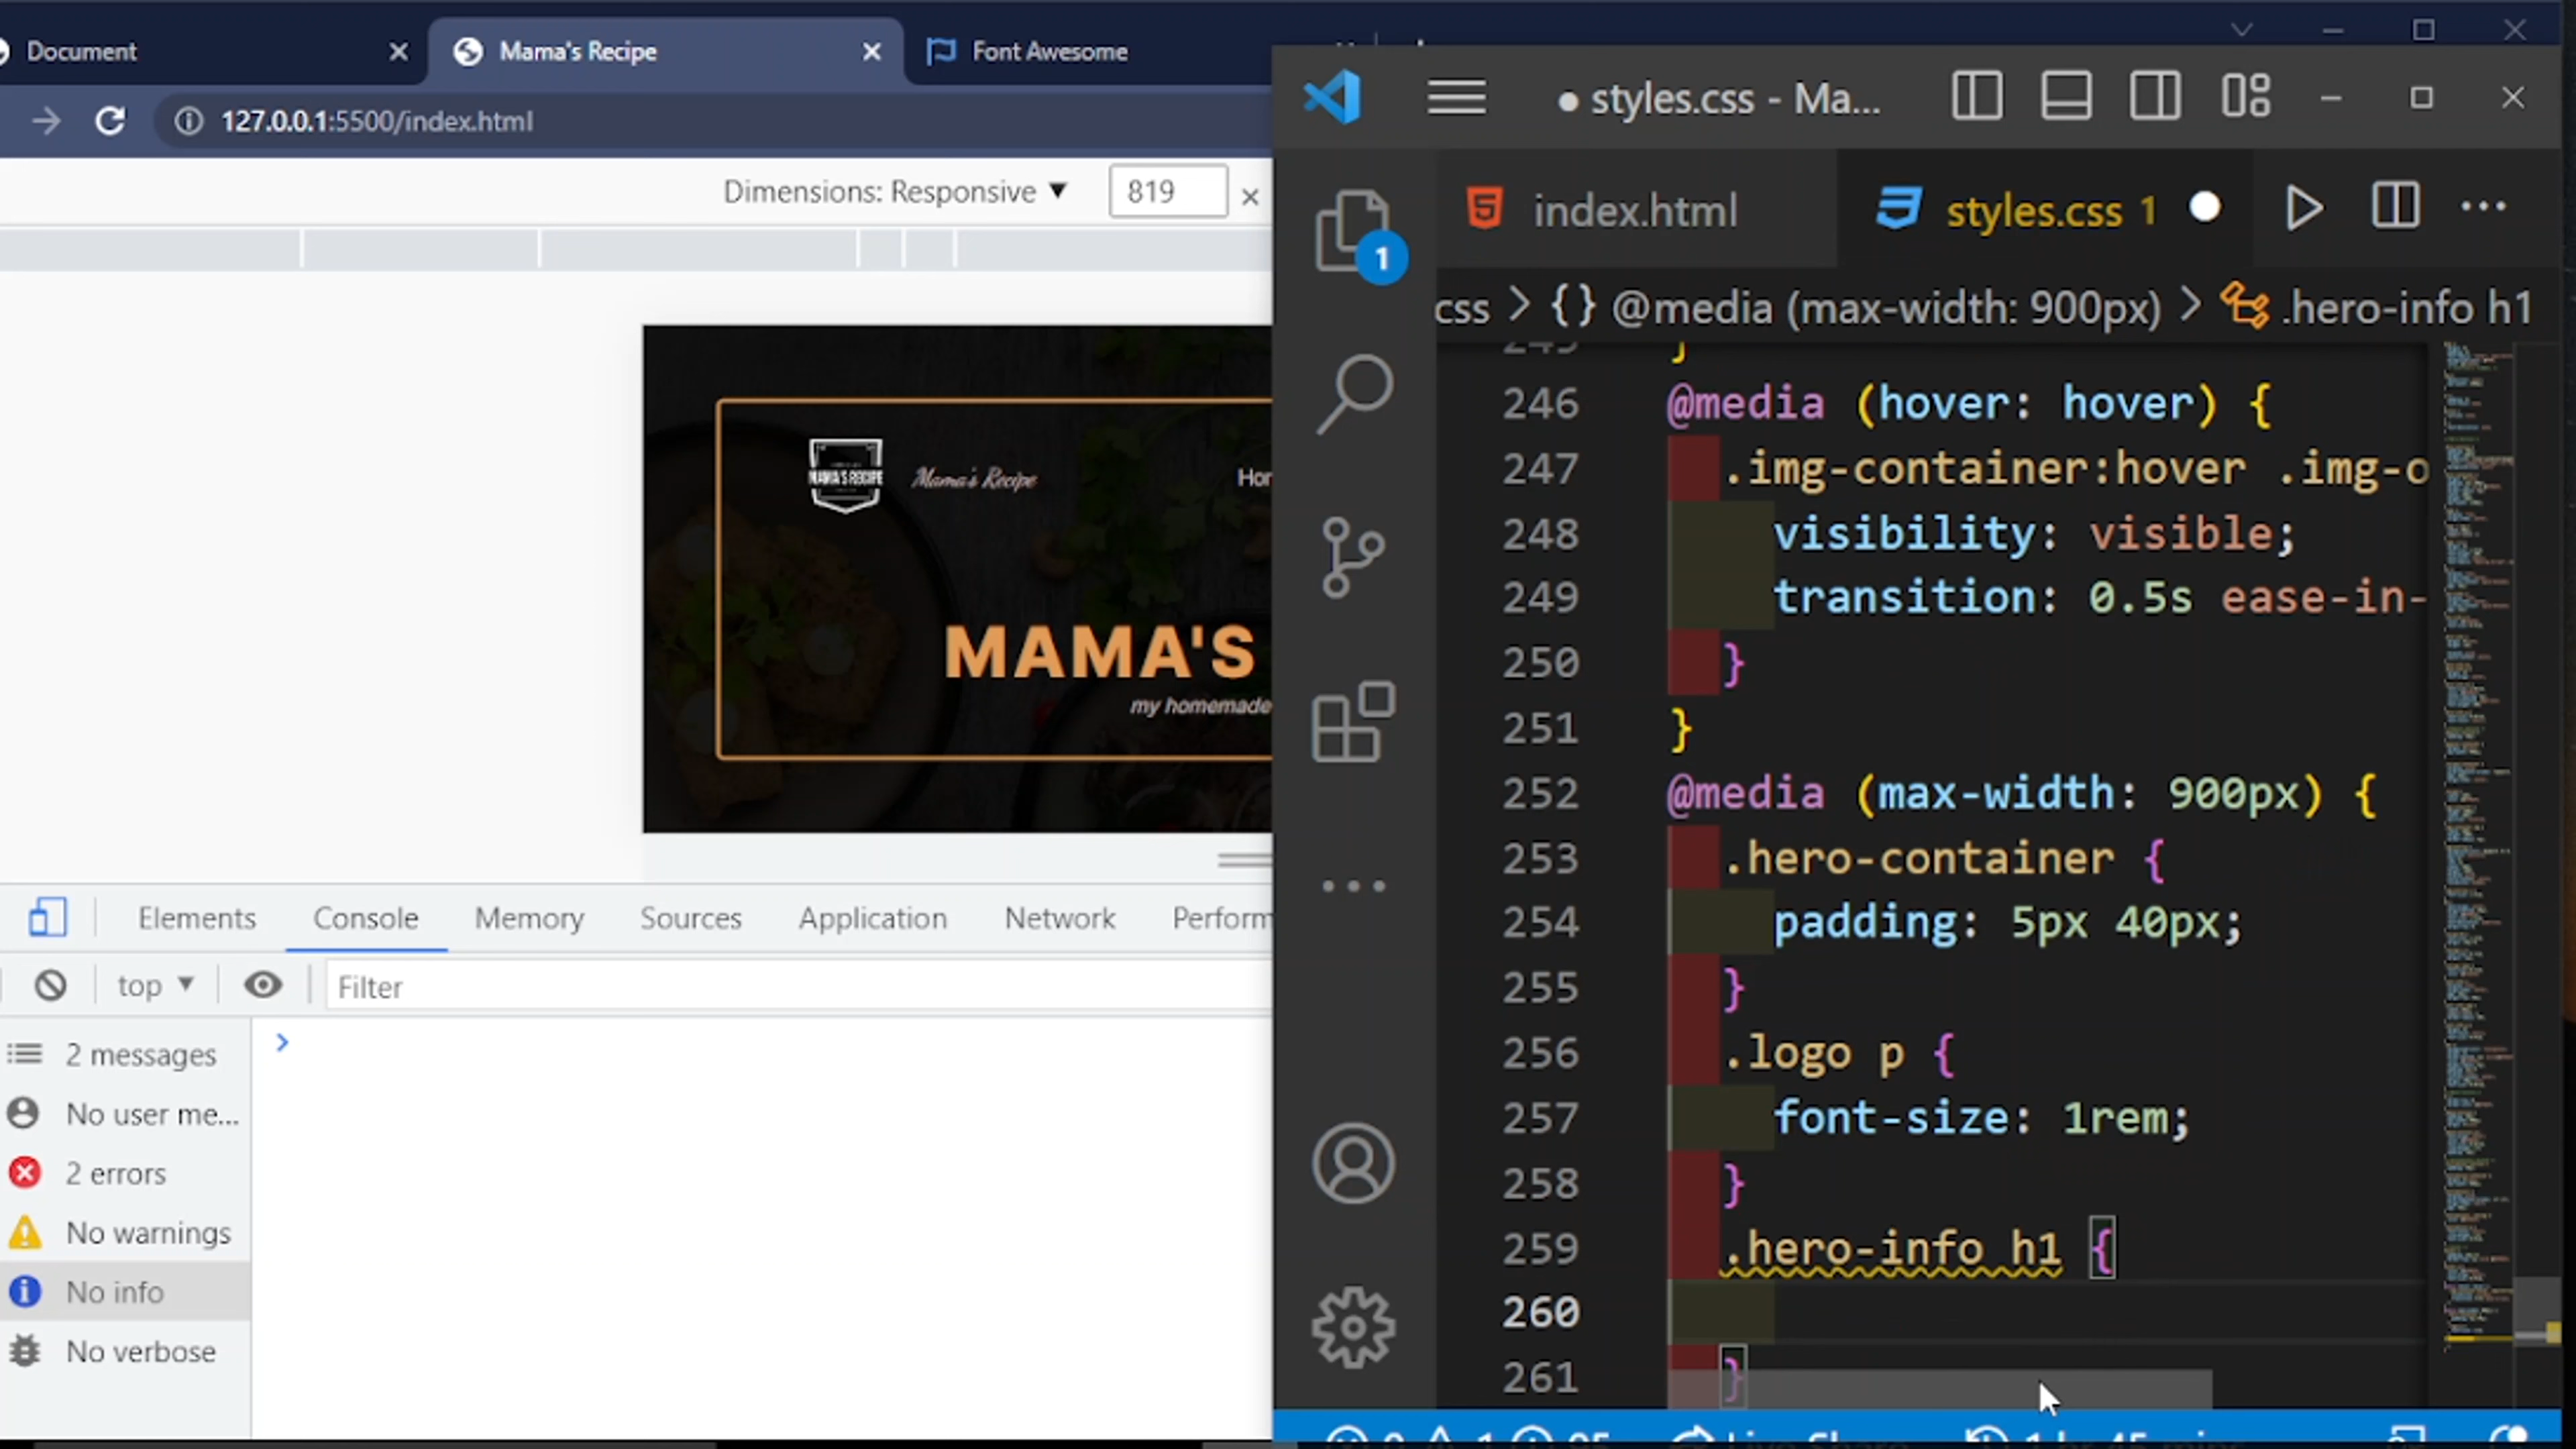 Document
Mama's Recipe
Font Awesome
127.0.0.1:5500/index.html
Dimensions: Responsive ▼ 819 ×
MAMA'S RECIPE
Mama's Recipe
MAMA'S
my homemade
Elements Console Memory Sources Application Network
top ▼ Filter
2 messages
No user me...
2 errors
No warnings
No info
No verbose
● styles.css - Ma...
index.html
styles.css 1
1
css > {} @media (max-width: 900px) > .hero-info h1
246 @media (hover: hover) {
247 .img-container:hover .img-o
248 visibility: visible;
249 transition: 0.5s ease-in-
250 }
251 }
252 @media (max-width: 900px) {
253 .hero-container {
254 padding: 5px 40px;
255 }
256 .logo p {
257 font-size: 1rem;
258 }
259 .hero-info h1 {
260
261 }